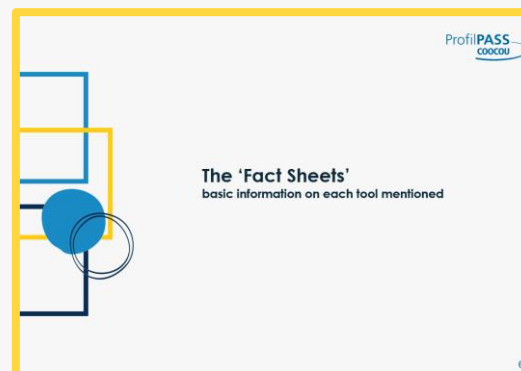 ProfilPASS
COOCOU
The ‘Fact Sheets’
basic information on each tool mentioned